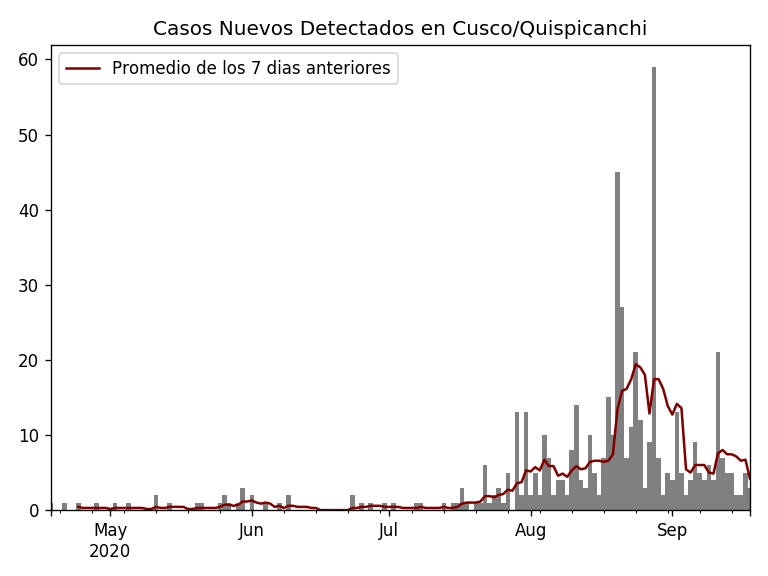 Casos Nuevos Detectados en Cusco/Quispicanchi
Promedio de los 7 dias anteriores
60
50
40
30
20
10
0
May Jun Jul Aug Sep
2020